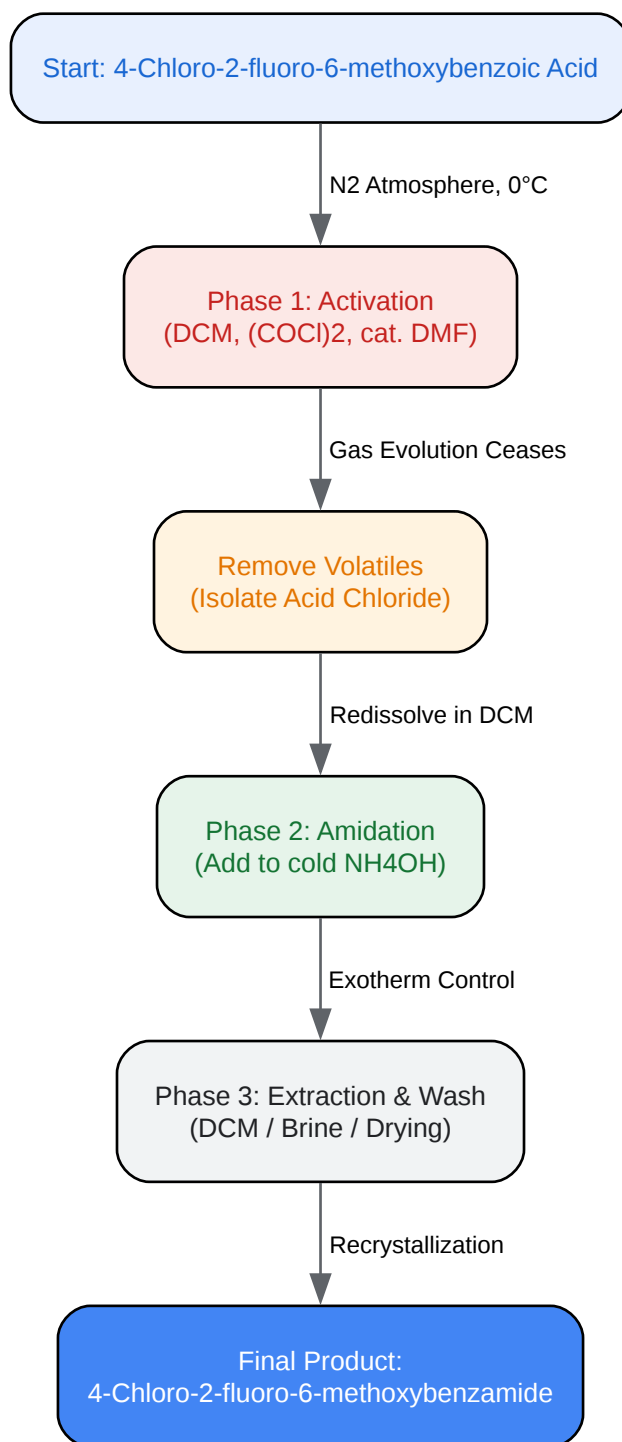 Start: 4-Chloro-2-fluoro-6-methoxybenzoic Acid
N2 Atmosphere, 0°C
Phase 1: Activation
(DCM, (COCl)2, cat. DMF)
Gas Evolution Ceases
Remove Volatiles
(Isolate Acid Chloride)
Redissolve in DCM
Phase 2: Amidation
(Add to cold NH4OH)
Exotherm Control
Phase 3: Extraction & Wash
(DCM / Brine / Drying)
Recrystallization
Final Product:
4-Chloro-2-fluoro-6-methoxybenzamide